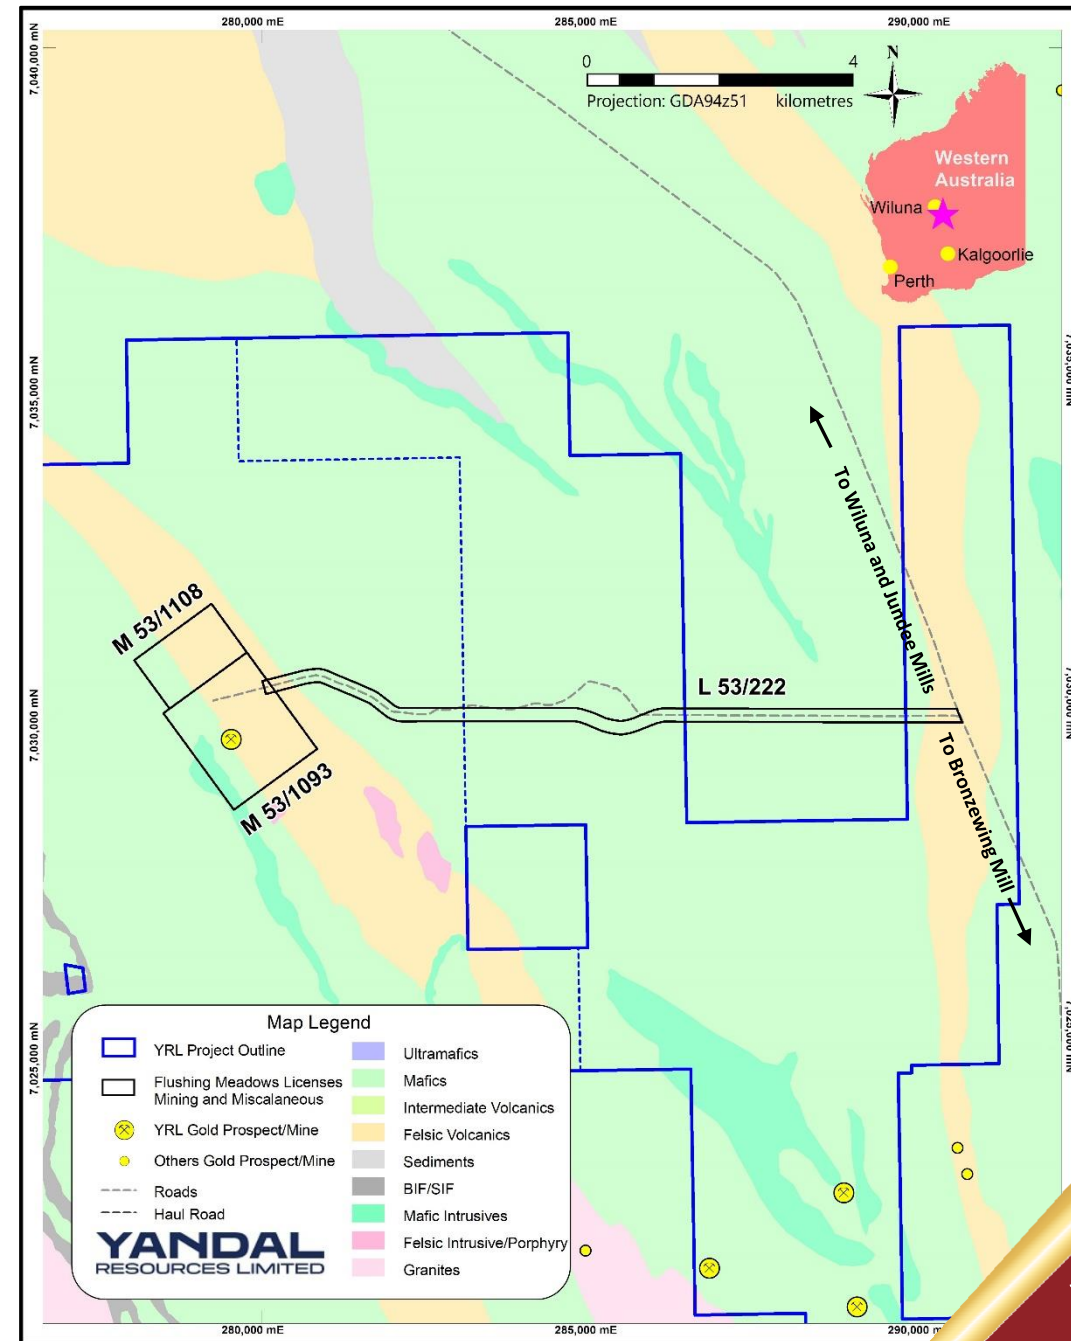 280,000 mE
285,000 mE
290,000 mE
7,040,000 mN
0
4
Projection: GDA94z51
kilometres
N
Western
Australia
Wiluna
Kalgoorlie
Perth
7,035,000 mN
To Wiluna and Jundee Mills
M 53/1108
L 53/222
7,030,000 mN
M 53/1093
To Bronzewing Mill
7,025,000 mN
Map Legend
YRL Project Outline
Flushing Meadows Licenses
Mining and Miscalaneous
YRL Gold Prospect/Mine
Others Gold Prospect/Mine
Roads
Haul Road
Ultramafics
Mafics
Intermediate Volcanics
Felsic Volcanics
Sediments
BIF/SIF
Mafic Intrusives
Felsic Intrusive/Porphyry
Granites
YANDAL
RESOURCES LIMITED
280,000 mE
285,000 mE
290,000 mE